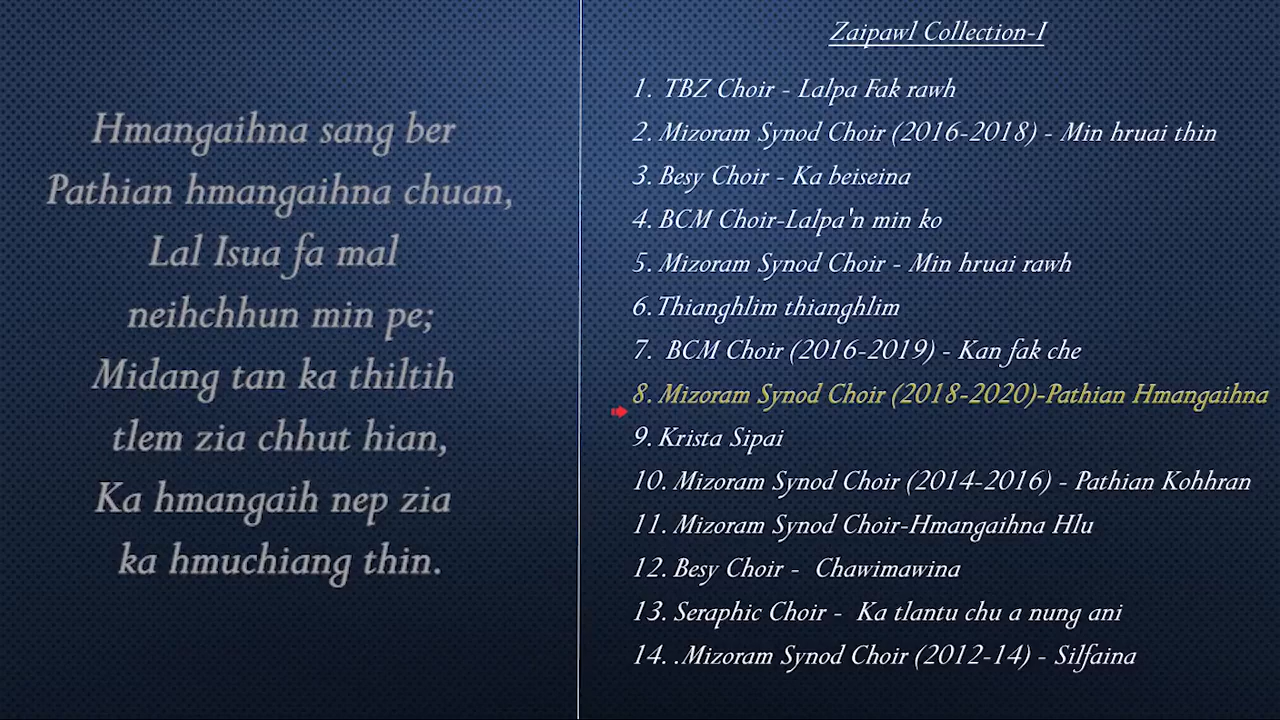 Hmangaihna sang ber
Pathian hmangaihna chuan,
Lal Isua fa mal
neihchhun min pe;
Midang tan ka thiltih
tlem zia chhut hian,
Ka hmangaih nep zia
ka hmuchiang thin.
Zaipawl Collection-I
1. TBZ Choir - Lalpa Fak rawh
2. Mizoram Synod Choir (2016-2018) - Min hruai thin
3. Besy Choir - Ka beiseina
4. BCM Choir-Lalpa'n min ko
5. Mizoram Synod Choir - Min hruai rawh
6. Thianghlim thianghlim
7. BCM Choir (2016-2019) - Kan fak che
8. Mizoram Synod Choir (2018-2020)-Pathian Hmangaihna
9. Krista Sipai
10. Mizoram Synod Choir (2014-2016) - Pathian Kohhran
11. Mizoram Synod Choir-Hmangaihna Hlu
12. Besy Choir - Chawimawina
13. Seraphic Choir - Ka tlantu chu a nung ani
14. .Mizoram Synod Choir (2012-14) - Silfaina